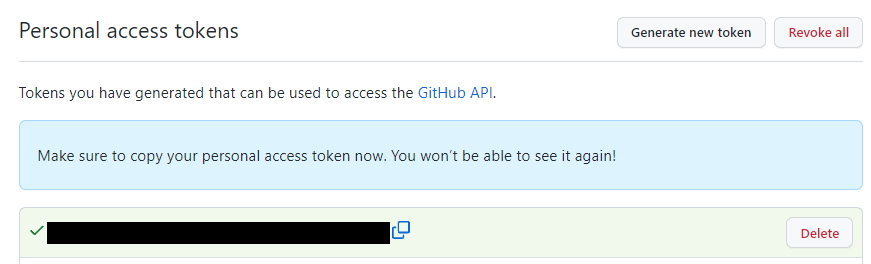 Personal access tokens
Generate new token
Revoke all
Tokens you have generated that can be used to access the GitHub API.
Make sure to copy your personal access token now. You won't be able to see it again!
Delete